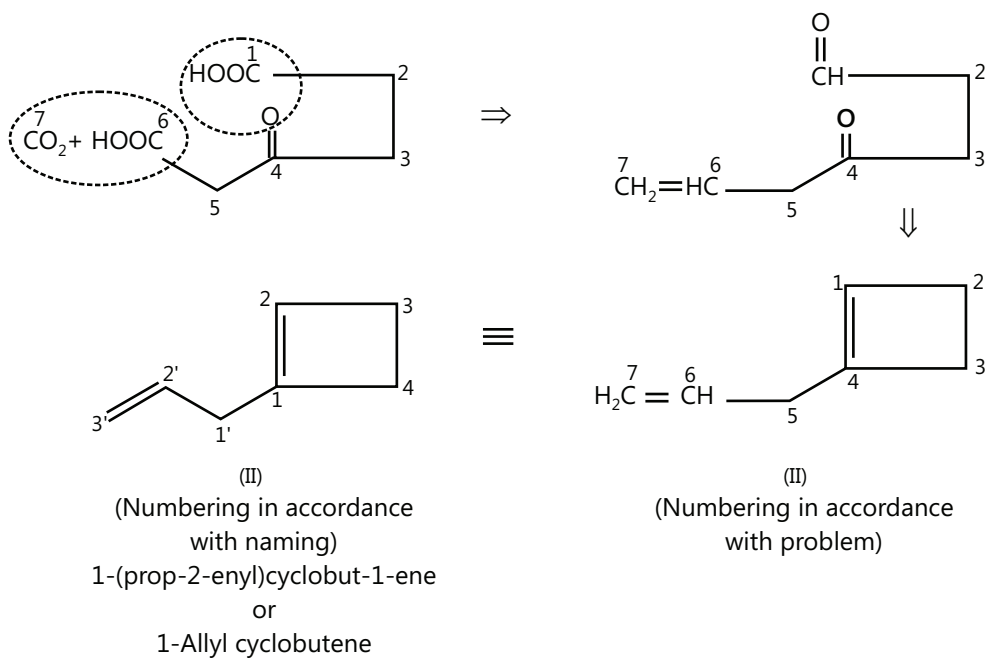 O
1
HOOC
2
CH
2
7
6
O
⇒
O
CO2 + HOOC
4
3
7
6
4
3
CH2=HC
5
5
⇓
2
3
1
2
2'
≡
7
6
4
3
3'
1
4
H2C = CH
1'
5
(II)
(II)
(Numbering in accordance
with naming)
(Numbering in accordance
with problem)
1-(prop-2-enyl)cyclobut-1-ene
or
1-Allyl cyclobutene